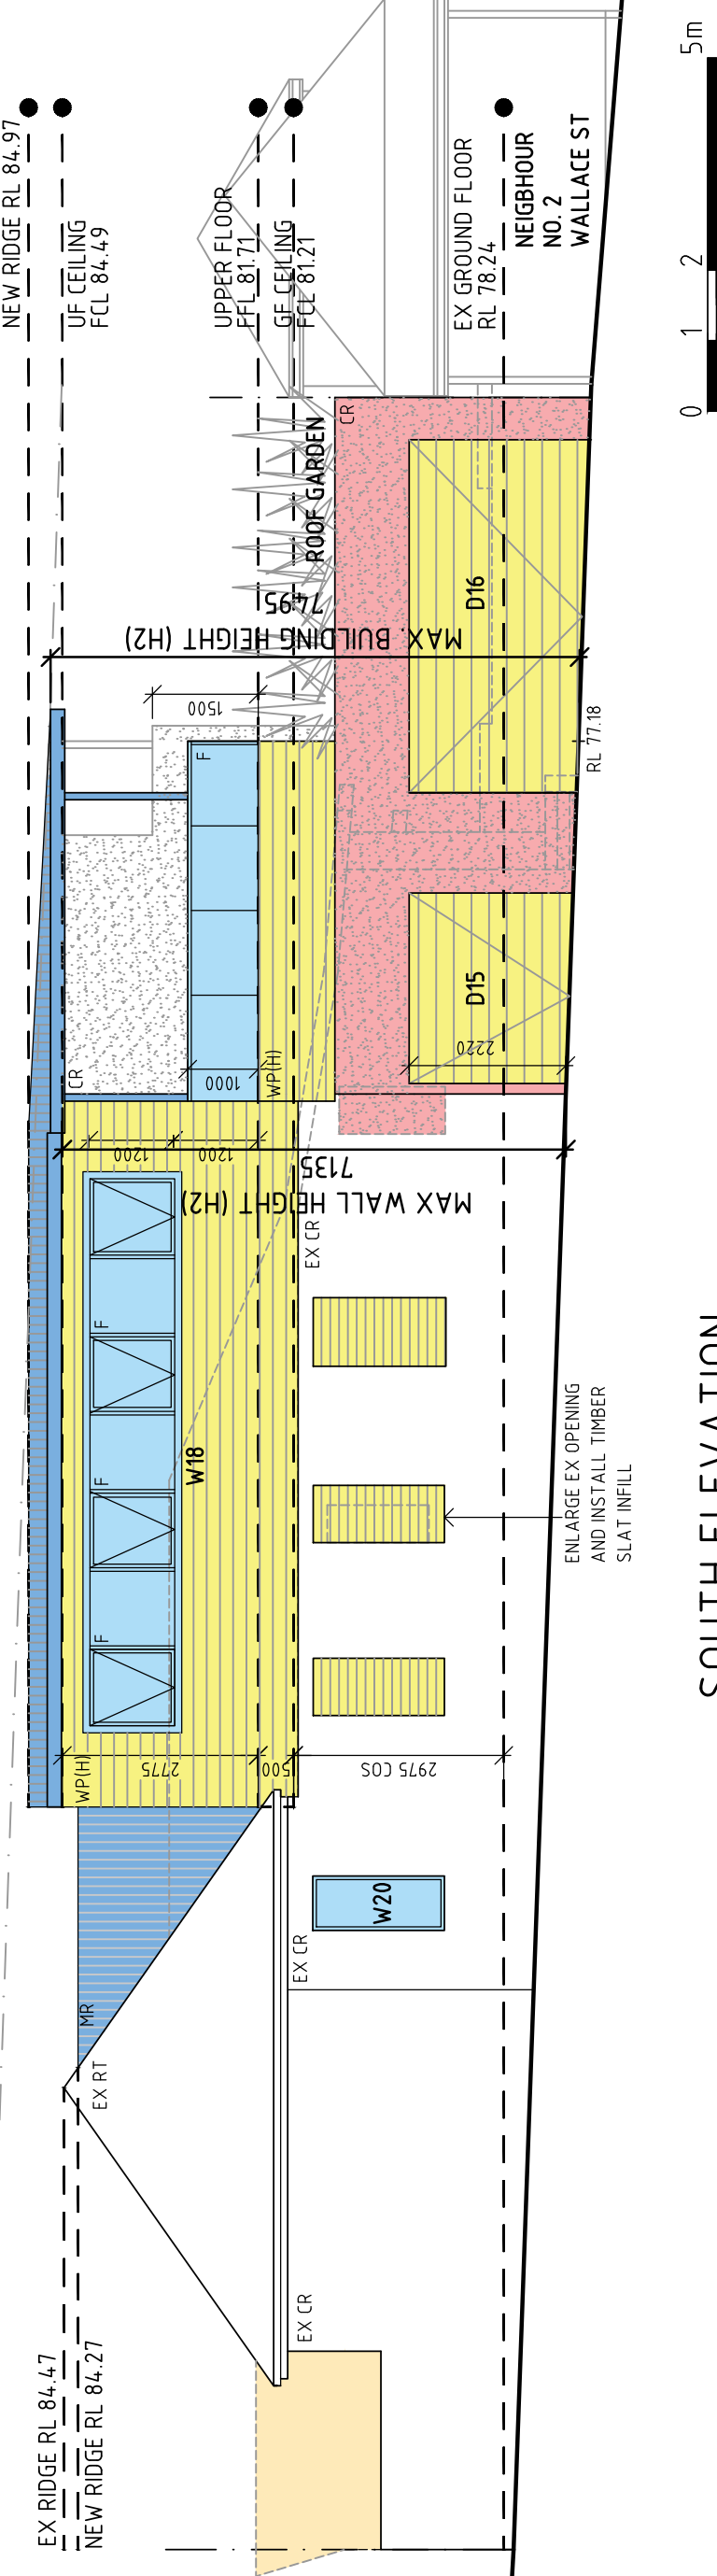 NEW RIDGE RL 84.97
UF CEILING
FCL 84.49
UPPER FLOOR
FFL 81.71
GF CEILING
FCL 81.21
EX GROUND FLOOR
RL 78.24
NEIGBHOUR
NO. 2
WALLACE ST
0
1
2
5m
ROOF GARDEN
CR
D16
7495
MAX. BUILDING HEIGHT (H2)
1500
F
RL 77.18
D15
2220
CR
1000
WP(H)
1200
1200
7135
MAX WALL HEIGHT (H2)
EX CR
F
F
F
W18
ENLARGE EX OPENING
AND INSTALL TIMBER
SLAT INFILL
SOUTH ELEVATION
WP(H)
2775
500
2975 COS
W20
EX CR
MR
EX RT
EX CR
EX RIDGE RL 84.47
NEW RIDGE RL 84.27